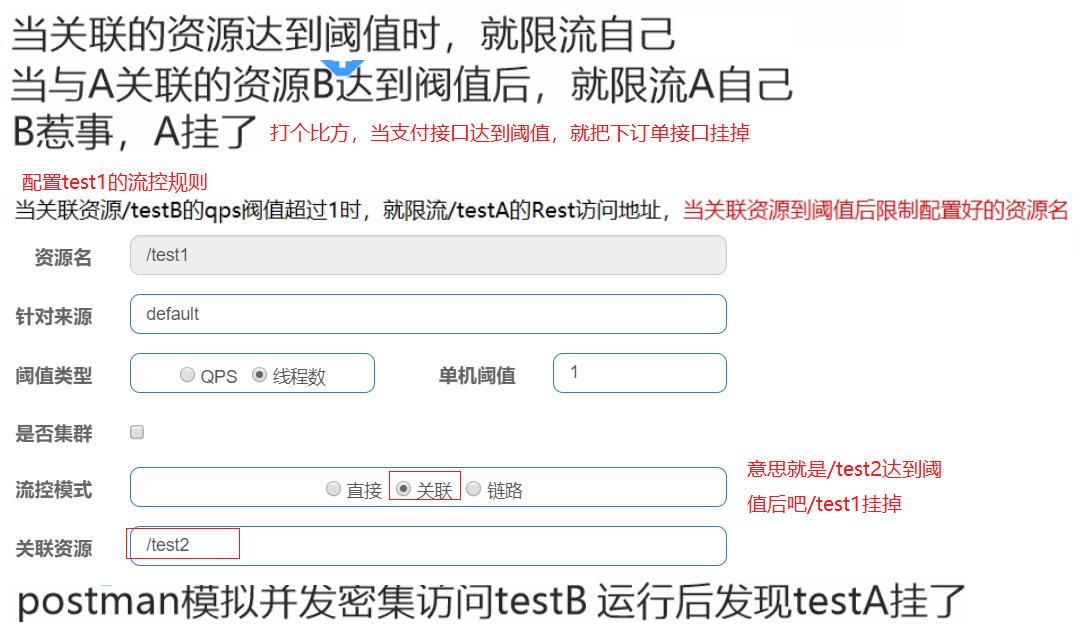 当关联的资源达到阈值时，就限流自己
当与A关联的资源B达到阀值后，就限流A自己
B惹事，A挂了 打个比方，当支付接口达到阈值，就把下订单接口挂掉
配置test1的流控规则
当关联资源/testB的qps阀值超过1时，就限流/testA的Rest访问地址，当关联资源到阈值后限制配置好的资源名
资源名 /test1
针对来源 default
阈值类型 QPS 线程数 单机阈值 1
是否集群
流控模式 直接 关联 链路
意思就是/test2达到阈
值后吧/test1挂掉
关联资源 /test2
postman模拟并发密集访问testB 运行后发现testA挂了